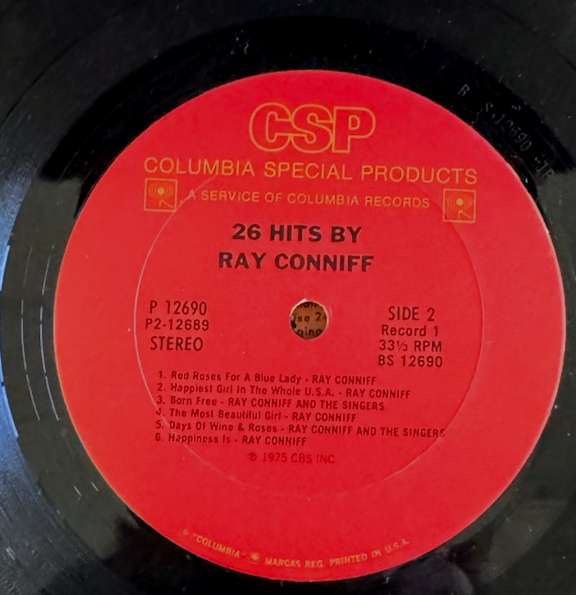 CSP
COLUMBIA SPECIAL PRODUCTS
A SERVICE OF COLUMBIA RECORDS
26 HITS BY
RAY CONNIFF
P 12690
P2-12689
STEREO
SIDE 2
Record 1
33⅓ RPM
BS 12690
1. Red Roses For A Blue Lady - RAY CONNIFF
2. Happiest Girl In The Whole U.S.A. - RAY CONNIFF
3. Born Free - RAY CONNIFF AND THE SINGERS
4. The Most Beautiful Girl - RAY CONNIFF
5. Days Of Wine & Roses - RAY CONNIFF AND THE SINGERS
6. Happiness Is - RAY CONNIFF
℗ 1975 CBS INC.
® "COLUMBIA" MARCAS REG. PRINTED IN U.S.A.